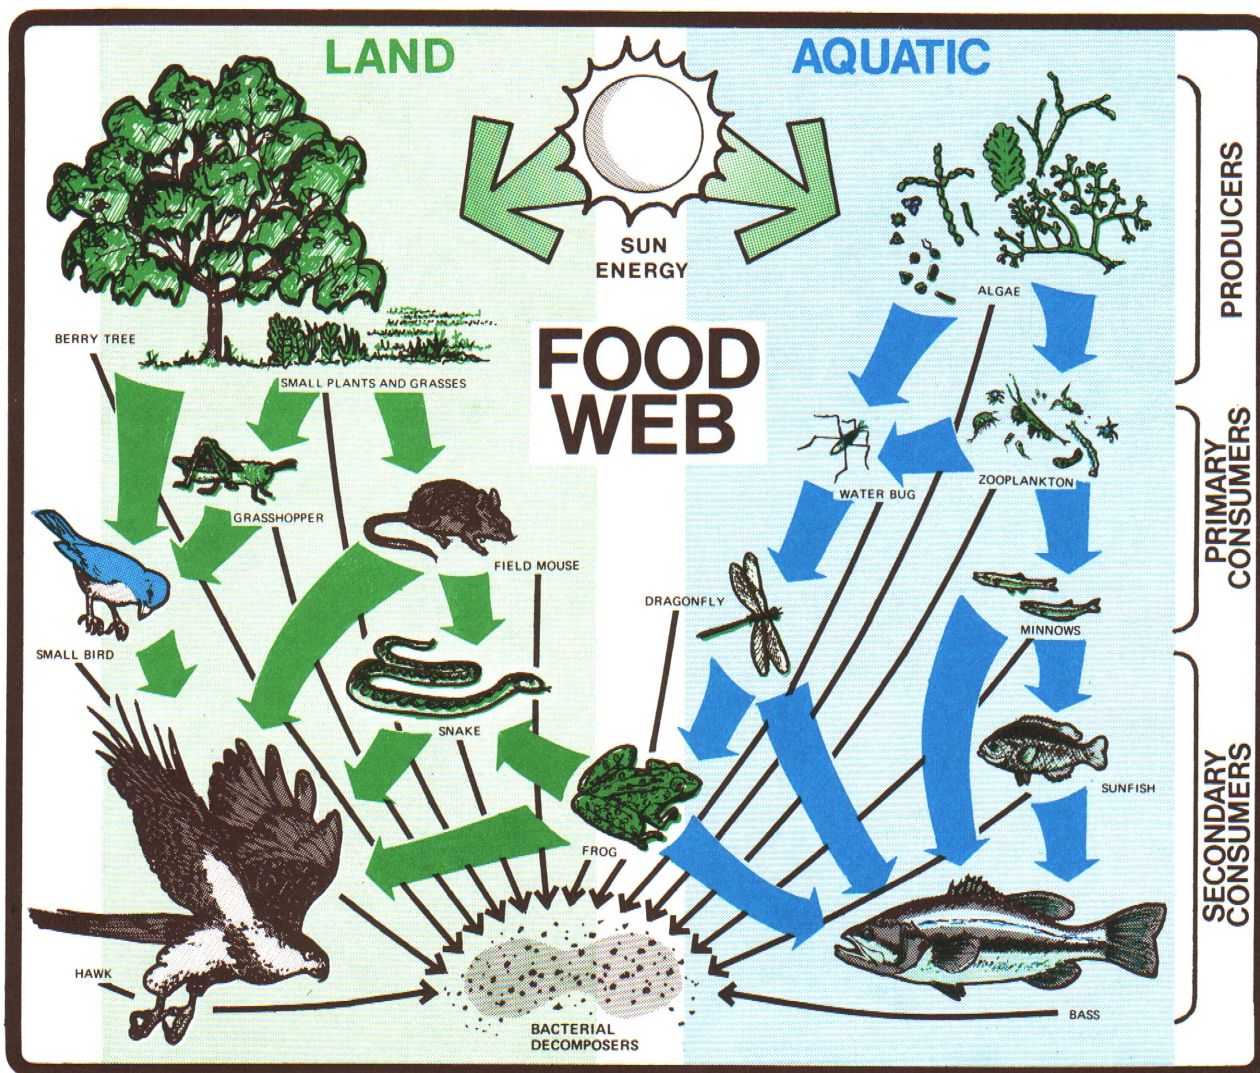 LAND
AQUATIC
SUN
ENERGY
FOOD
WEB
PRODUCERS
PRIMARY
CONSUMERS
SECONDARY
CONSUMERS
BERRY TREE
SMALL PLANTS AND GRASSES
GRASSHOPPER
FIELD MOUSE
SMALL BIRD
SNAKE
HAWK
FROG
ALGAE
WATER BUG
ZOOPLANKTON
DRAGONFLY
MINNOWS
SUNFISH
BASS
BACTERIAL
DECOMPOSERS